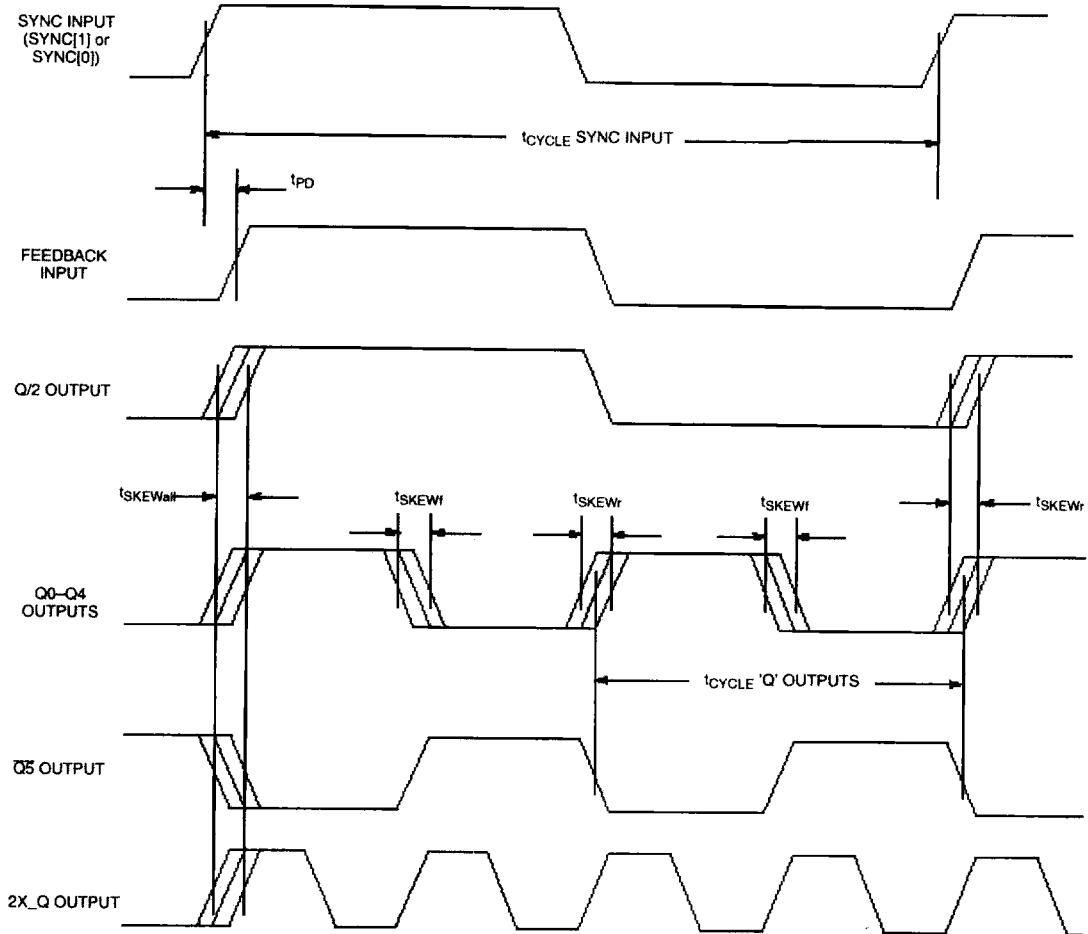 SYNC INPUT
(SYNC[1] or
SYNC[0])
tCYCLE SYNC INPUT
tPD
FEEDBACK
INPUT
Q/2 OUTPUT
tSKEWall
tSKEWf
tSKEWr
tSKEWf
tSKEWr
Q0–Q4
OUTPUTS
tCYCLE 'Q' OUTPUTS
Q̅5̅ OUTPUT
2X_Q OUTPUT